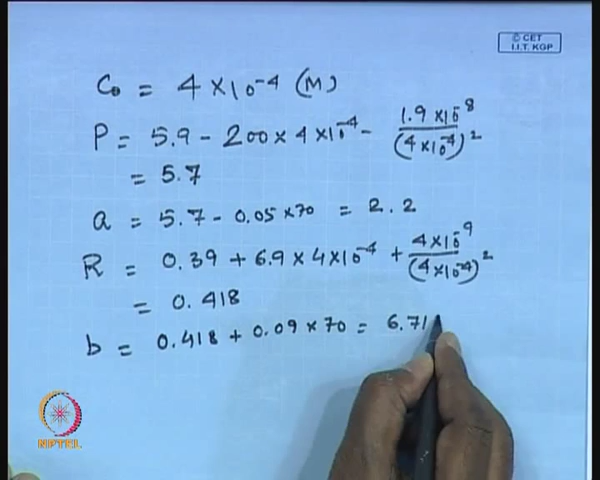 © CET
I.I.T. KGP
C₀ = 4 × 10⁻⁴ (M)
P = 5.9 - 200 × 4 × 10⁻⁴ - 1.9 × 10⁻⁸ / (4 × 10⁻⁴)²
= 5.7
a = 5.7 - 0.05 × 70 = 2.2
R = 0.39 + 6.9 × 4 × 10⁻⁴ + 4 × 10⁻⁹ / (4 × 10⁻⁴)²
= 0.418
b = 0.418 + 0.09 × 70 = 6.71
NPTEL